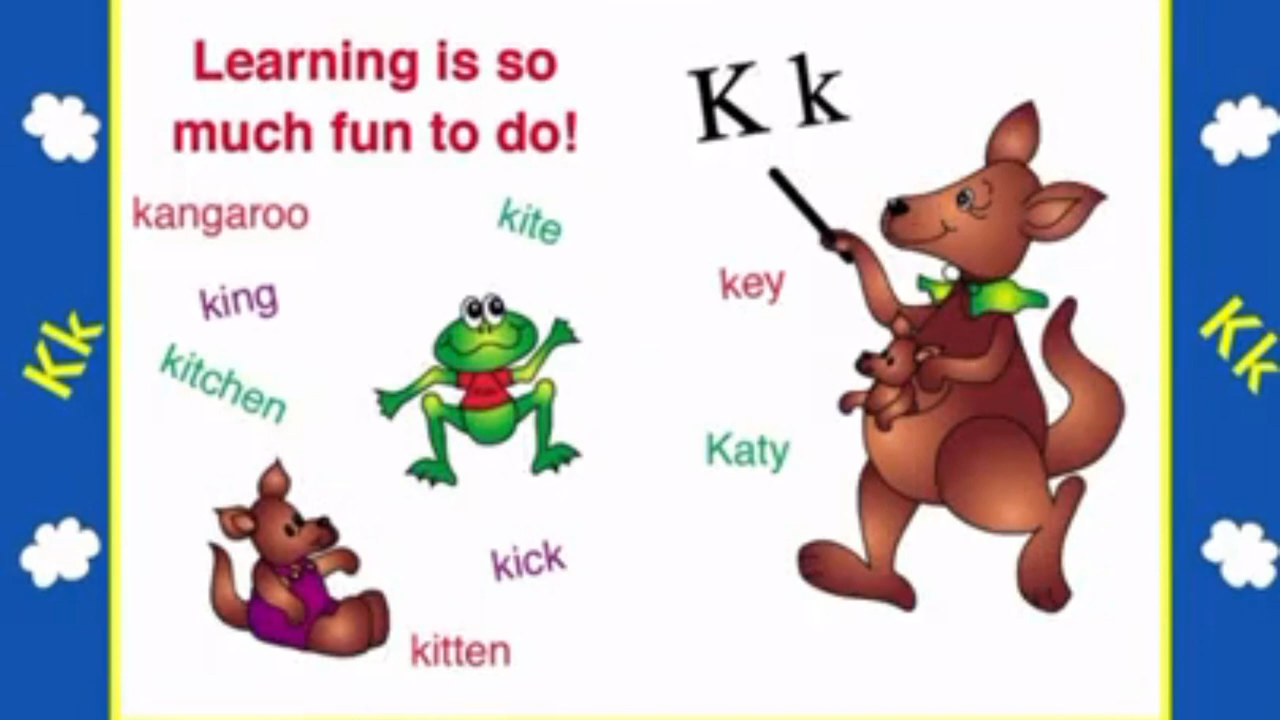 Learning is so
much fun to do!
K k
kangaroo
kite
king
key
kitchen
Katy
kick
kitten
Kk
Kk